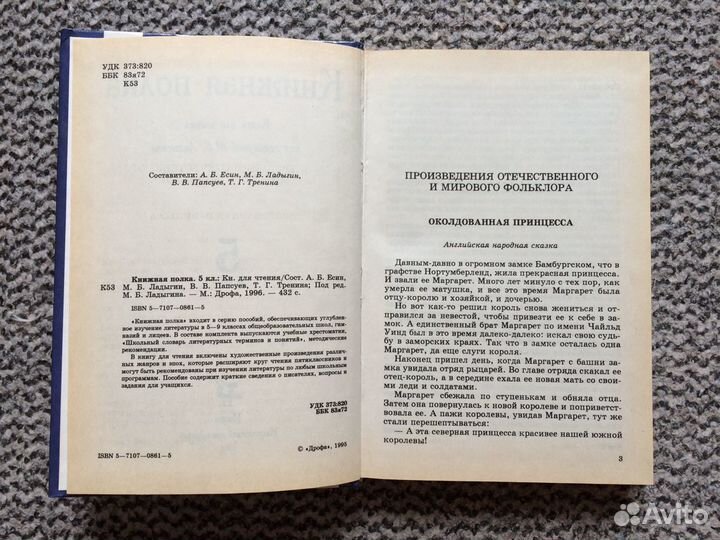 УДК 373:820
ББК 83я72
К53
Составители: А. Б. Есин, М. Б. Ладыгин,
В. В. Папсуев, Т. Г. Тренина
Книжная полка. 5 кл.: Кн. для чтения/Сост. А. Б. Есин,
К53 М. Б. Ладыгин, В. В. Папсуев, Т. Г. Тренина; Под ред.
М. Б. Ладыгина. — М.: Дрофа, 1996. — 432 с.
ISBN 5—7107—0861—5
«Книжная полка» входит в серию пособий, обеспечивающих углублен-
ное изучение литературы в 5—9 классах общеобразовательных школ, гим-
назий и лицеев. В составе комплекта выпускаются учебные хрестоматии,
«Школьный словарь литературных терминов и понятий», методические
рекомендации.
В книгу для чтения включены художественные произведения различ-
ных жанров и эпох, которые расширяют круг чтения пятиклассников и
могут быть рекомендованы при изучении литературы по любым школьным
программам. Пособие содержит краткие сведения о писателях, вопросы и
задания для учащихся.
УДК 373:820
ББК 83я72
ISBN 5—7107—0861—5
© «Дрофа», 1995
ПРОИЗВЕДЕНИЯ ОТЕЧЕСТВЕННОГО
И МИРОВОГО ФОЛЬКЛОРА
ОКОЛДОВАННАЯ ПРИНЦЕССА
Английская народная сказка
Давным-давно в огромном замке Бамбургском, что в
графстве Нортумберленд, жила прекрасная принцесса.
И звали ее Маргарет. Много лет минуло с тех пор, как
умерла ее матушка, и все это время Маргарет была
отцу-королю и хозяйкой, и дочерью.
Но вот как-то раз решил король снова жениться и от-
правился за невестой, чтобы привезти ее к себе в за-
мок. А единственный брат Маргарет по имени Чайльд
Уинд был в это время далеко-далеко: искал свою судьбу
в заморских краях. Так что в замке осталась одна
Маргарет, да еще слуги короля.
Наконец пришел день, когда Маргарет с башни зам-
ка увидала отряд рыцарей. Во главе отряда скакал ее
отец-король, а в середине ехала ее новая мать со свои-
ми леди и солдатами.
Маргарет сбежала по ступенькам и обняла отца.
Затем она повернулась к новой королеве и поприветст-
вовала ее. А пажи королевы, увидав Маргарет, тут же
стали перешептываться:
— А эта северная принцесса красивее нашей южной
королевы!
3
Avito